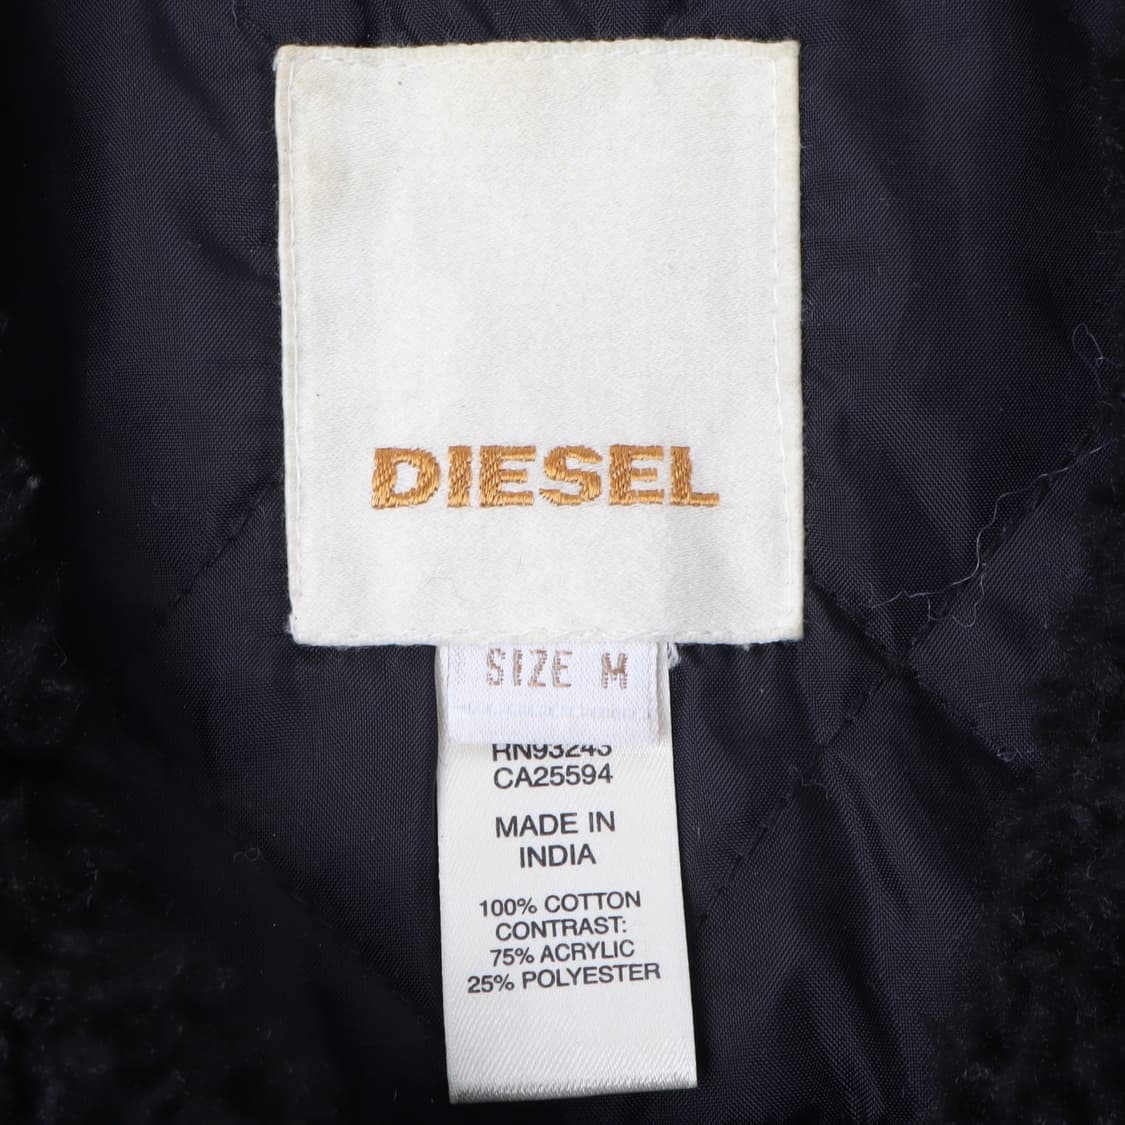 DIESEL
SIZE M
RN93243
CA25594
MADE IN
INDIA
100% COTTON
CONTRAST:
75% ACRYLIC
25% POLYESTER